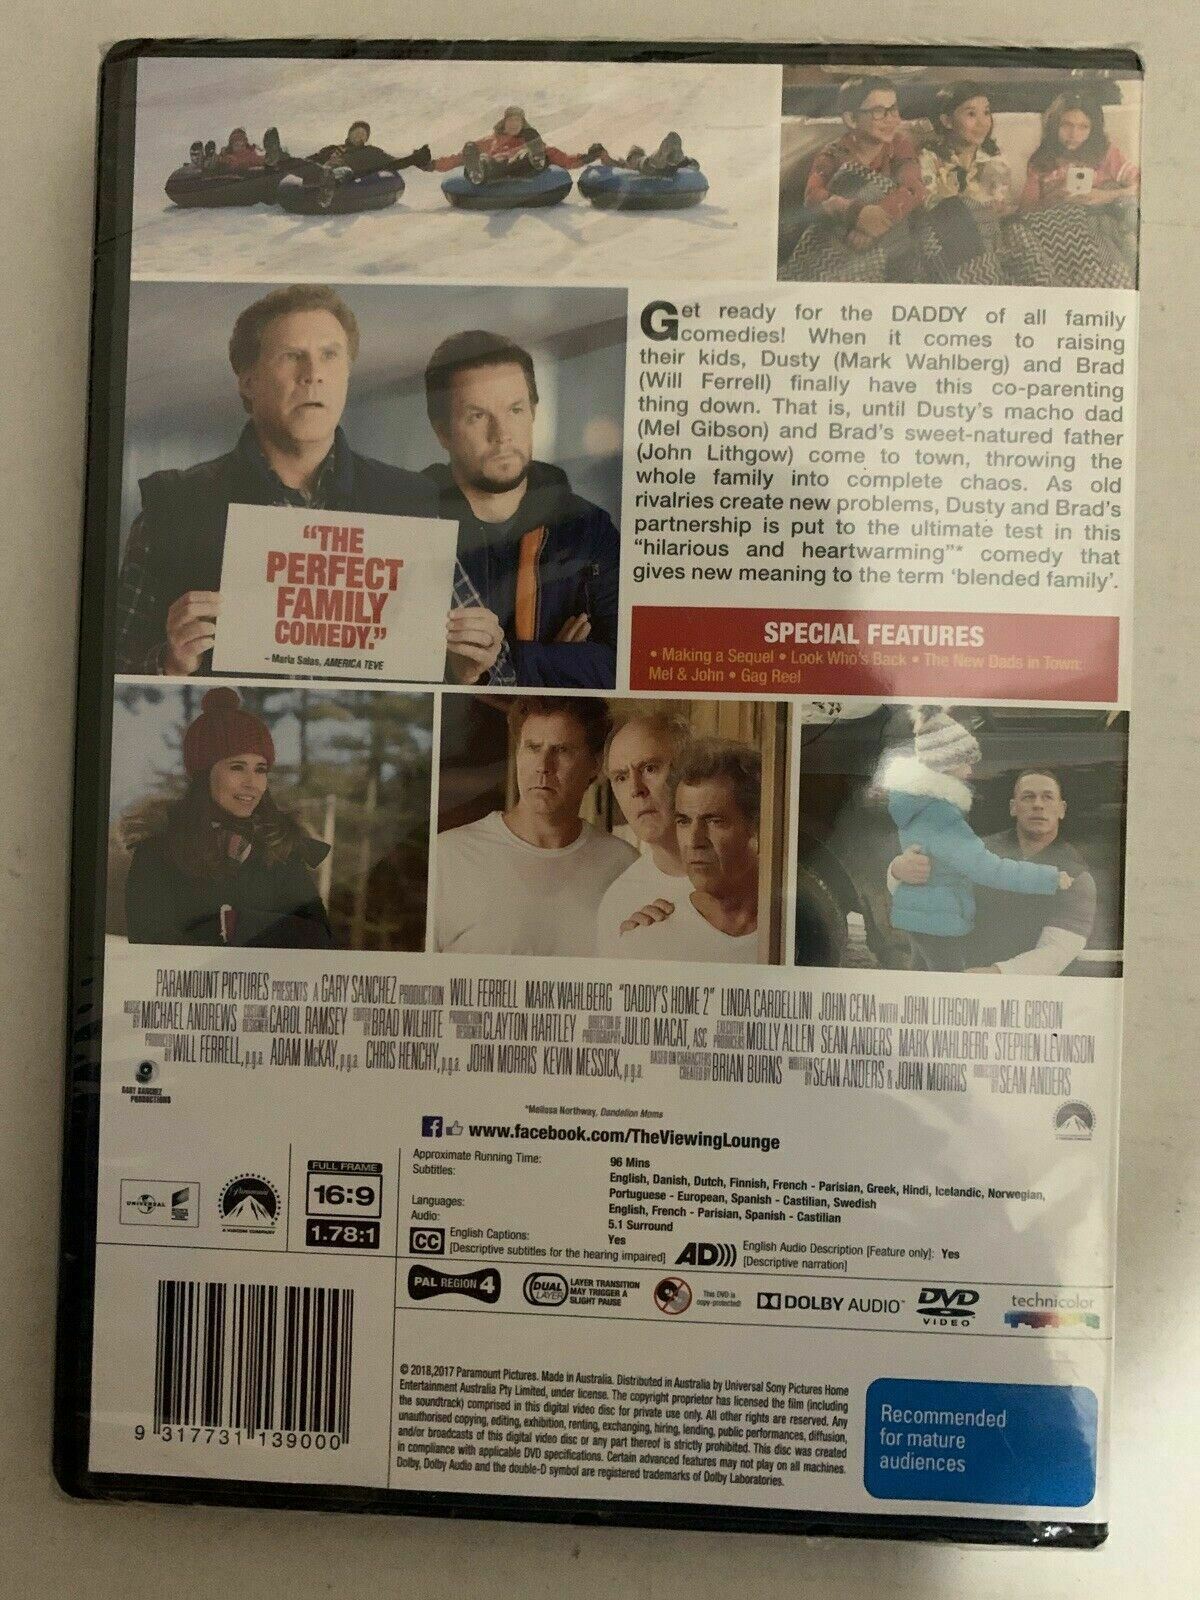 Get ready for the DADDY of all family
comedies! When it comes to raising
their kids, Dusty (Mark Wahlberg) and Brad
(Will Ferrell) finally have this co-parenting
thing down. That is, until Dusty's macho dad
(Mel Gibson) and Brad's sweet-natured father
(John Lithgow) come to town, throwing the
whole family into complete chaos. As old
rivalries create new problems, Dusty and Brad's
partnership is put to the ultimate test in this
"hilarious and heartwarming"* comedy that
gives new meaning to the term 'blended family'.
"THE
PERFECT
FAMILY
COMEDY."
- Maria Salas, AMERICA TEVE
SPECIAL FEATURES
• Making a Sequel • Look Who's Back • The New Dads in Town:
Mel & John • Gag Reel
PARAMOUNT PICTURES PRESENTS A GARY SANCHEZ PRODUCTION WILL FERRELL MARK WAHLBERG "DADDY'S HOME 2" LINDA CARDELLINI JOHN CENA WITH JOHN LITHGOW AND MEL GIBSON
MUSIC BY MICHAEL ANDREWS COSTUME DESIGNER CAROL RAMSEY EDITED BY BRAD WILHITE PRODUCTION DESIGNER CLAYTON HARTLEY DIRECTOR OF PHOTOGRAPHY JULIO MACAT, ASC EXECUTIVE PRODUCERS MOLLY ALLEN SEAN ANDERS MARK WAHLBERG STEPHEN LEVINSON
PRODUCED BY WILL FERRELL, p.g.a. ADAM McKAY, p.g.a. CHRIS HENCHY, p.g.a. JOHN MORRIS KEVIN MESSICK, p.g.a. BASED ON CHARACTERS CREATED BY BRIAN BURNS WRITTEN BY SEAN ANDERS & JOHN MORRIS DIRECTED BY SEAN ANDERS
GARY SANCHEZ
PRODUCTIONS
*Melissa Northway, Dandelion Moms
www.facebook.com/TheViewingLounge
UNIVERSAL
Paramount
A VIACOM COMPANY
FULL FRAME
16:9
1.78:1
Approximate Running Time: 96 Mins
Subtitles: English, Danish, Dutch, Finnish, French - Parisian, Greek, Hindi, Icelandic, Norwegian,
Portuguese - European, Spanish - Castilian, Swedish
Languages: English, French - Parisian, Spanish - Castilian
Audio: 5.1 Surround
CC English Captions: Yes
[Descriptive subtitles for the hearing impaired]
AD))) English Audio Description [Feature only]: Yes
[Descriptive narration]
PAL REGION 4
DUAL LAYER
LAYER TRANSITION
MAY TRIGGER A
SLIGHT PAUSE
This DVD is
copy-protected!
DOLBY AUDIO™
DVD
VIDEO™
technicolor
9 317731 139000
© 2018,2017 Paramount Pictures. Made in Australia. Distributed in Australia by Universal Sony Pictures Home
Entertainment Australia Pty Limited, under license. The copyright proprietor has licensed the film (including
the soundtrack) comprised in this digital video disc for private use only. All other rights are reserved. Any
unauthorised copying, editing, exhibition, renting, exchanging, hiring, lending, public performances, diffusion,
and/or broadcasts of this digital video disc or any part thereof is strictly prohibited. This disc was created
in compliance with applicable DVD specifications. Certain advanced features may not play on all machines.
Dolby, Dolby Audio and the double-D symbol are registered trademarks of Dolby Laboratories.
Recommended
for mature
audiences